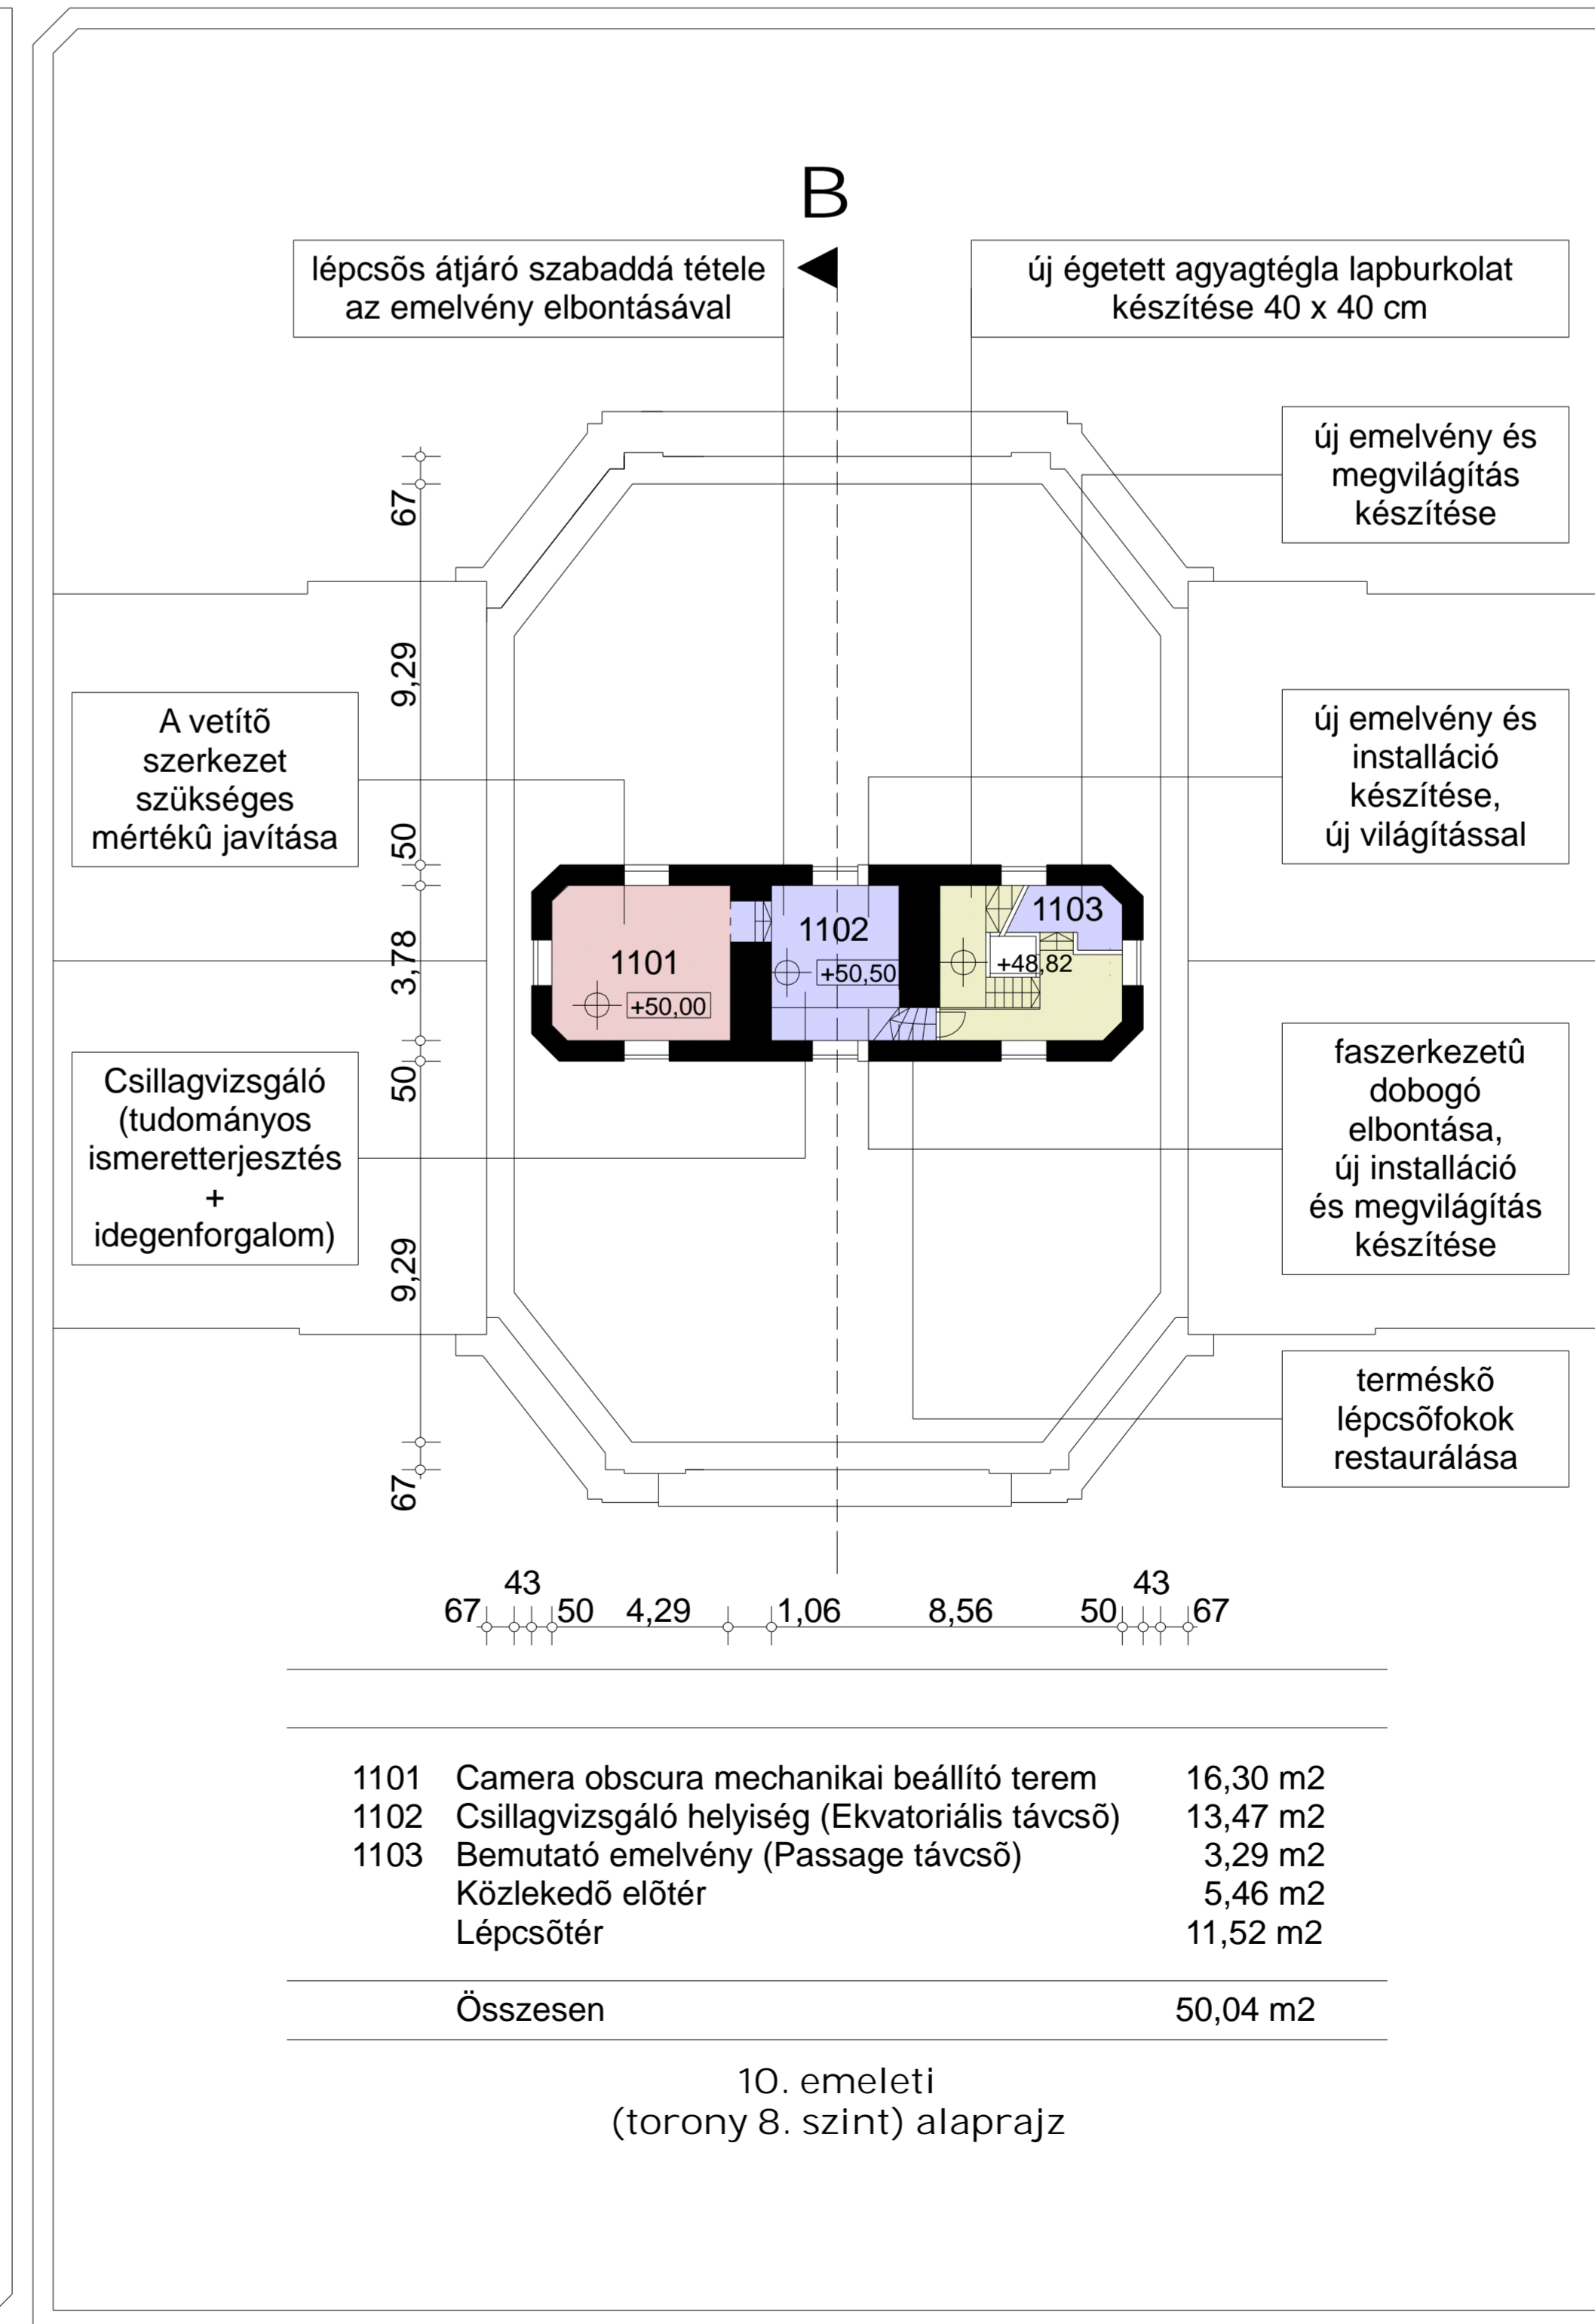 B
lépcsõs átjáró szabaddá tétele
az emelvény elbontásával
új égetett agyagtégla lapburkolat
készítése 40 x 40 cm
új emelvény és
megvilágítás
készítése
67
9,29
50
3,78
50
9,29
67
A vetítõ
szerkezet
szükséges
mértékû javítása
új emelvény és
installáció
készítése,
új világítással
1101
+50,00
1102
+50,50
1103
+48,82
Csillagvizsgáló
(tudományos
ismeretterjesztés
+
idegenforgalom)
faszerkezetû
dobogó
elbontása,
új installáció
és megvilágítás
készítése
terméskõ
lépcsõfokok
restaurálása
43 43
67 50 4,29 1,06 8,56 50 67
1101 Camera obscura mechanikai beállító terem 16,30 m2
1102 Csillagvizsgáló helyiség (Ekvatoriális távcsõ) 13,47 m2
1103 Bemutató emelvény (Passage távcsõ) 3,29 m2
Közlekedõ elõtér 5,46 m2
Lépcsõtér 11,52 m2
Összesen 50,04 m2
10. emeleti
(torony 8. szint) alaprajz